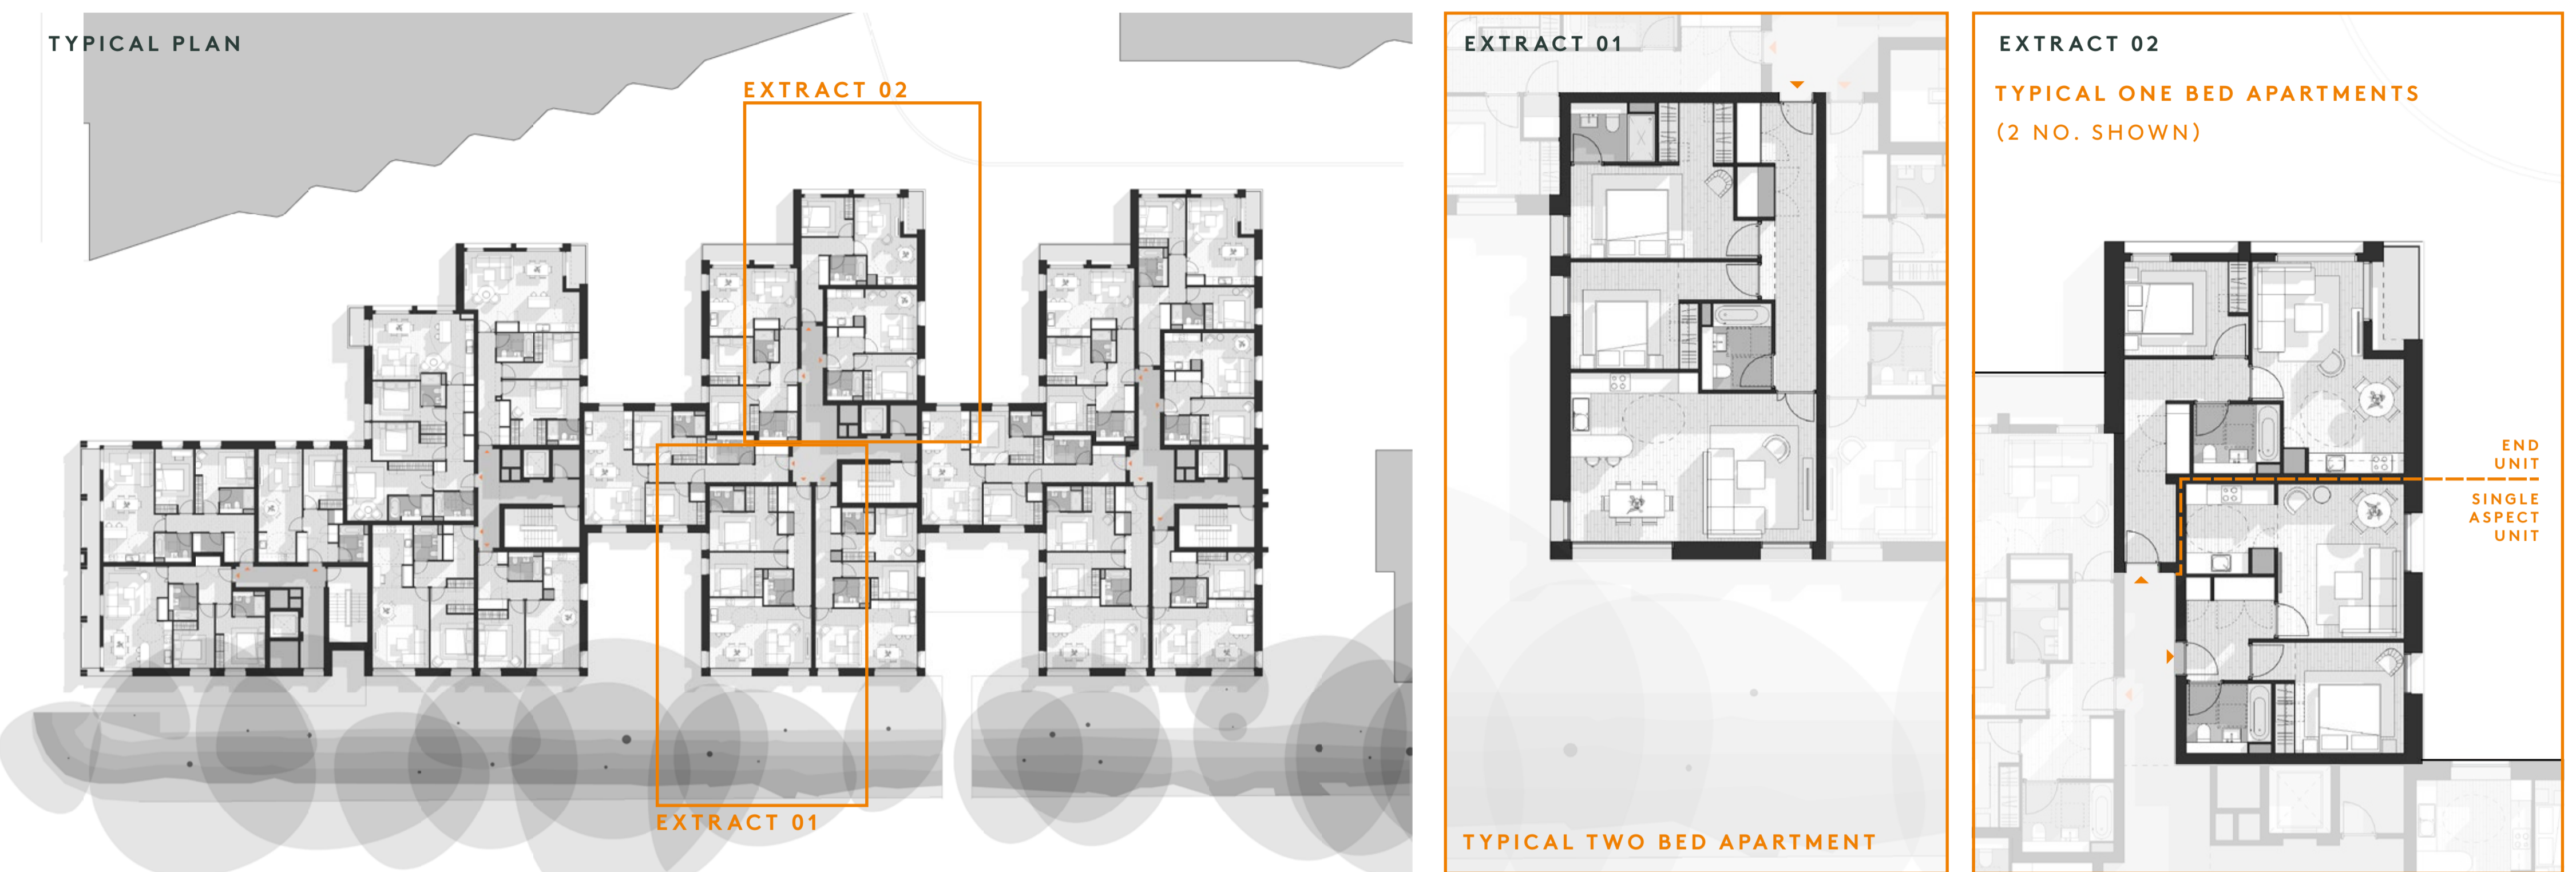 TYPICAL PLAN
EXTRACT 02
EXTRACT 01
EXTRACT 01
TYPICAL TWO BED APARTMENT
EXTRACT 02
TYPICAL ONE BED APARTMENTS
(2 NO. SHOWN)
END
UNIT
SINGLE
ASPECT
UNIT